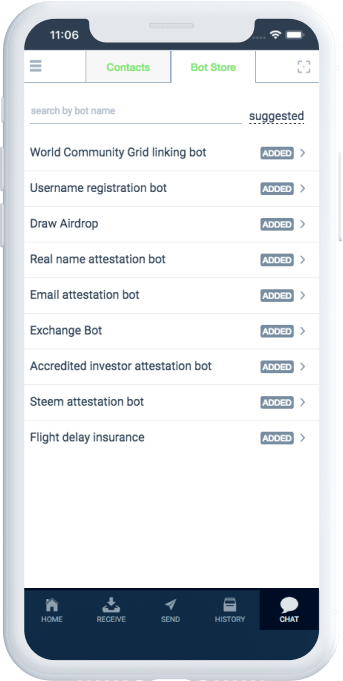 11:06
Contacts
Bot Store
search by bot name
suggested
World Community Grid linking bot ADDED
Username registration bot ADDED
Draw Airdrop ADDED
Real name attestation bot ADDED
Email attestation bot ADDED
Exchange Bot ADDED
Accredited investor attestation bot ADDED
Steem attestation bot ADDED
Flight delay insurance ADDED
HOME RECEIVE SEND HISTORY CHAT